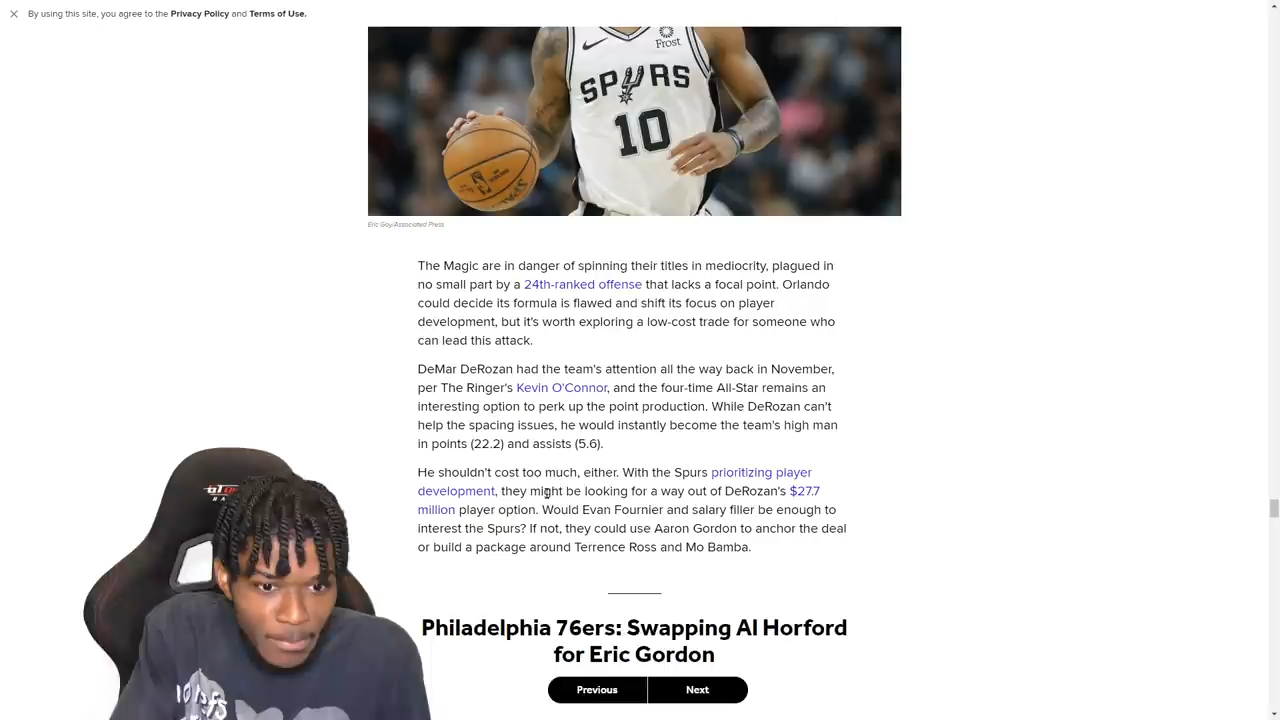 By using this site, you agree to the Privacy Policy and Terms of Use.
Frost
SPURS
10
Eric Gay/Associated Press
The Magic are in danger of spinning their titles in mediocrity, plagued in
no small part by a 24th-ranked offense that lacks a focal point. Orlando
could decide its formula is flawed and shift its focus on player
development, but it's worth exploring a low-cost trade for someone who
can lead this attack.
DeMar DeRozan had the team's attention all the way back in November,
per The Ringer's Kevin O'Connor, and the four-time All-Star remains an
interesting option to perk up the point production. While DeRozan can't
help the spacing issues, he would instantly become the team's high man
in points (22.2) and assists (5.6).
He shouldn't cost too much, either. With the Spurs prioritizing player
development, they might be looking for a way out of DeRozan's $27.7
million player option. Would Evan Fournier and salary filler be enough to
interest the Spurs? If not, they could use Aaron Gordon to anchor the deal
or build a package around Terrence Ross and Mo Bamba.
Philadelphia 76ers: Swapping Al Horford
for Eric Gordon
Previous
Next